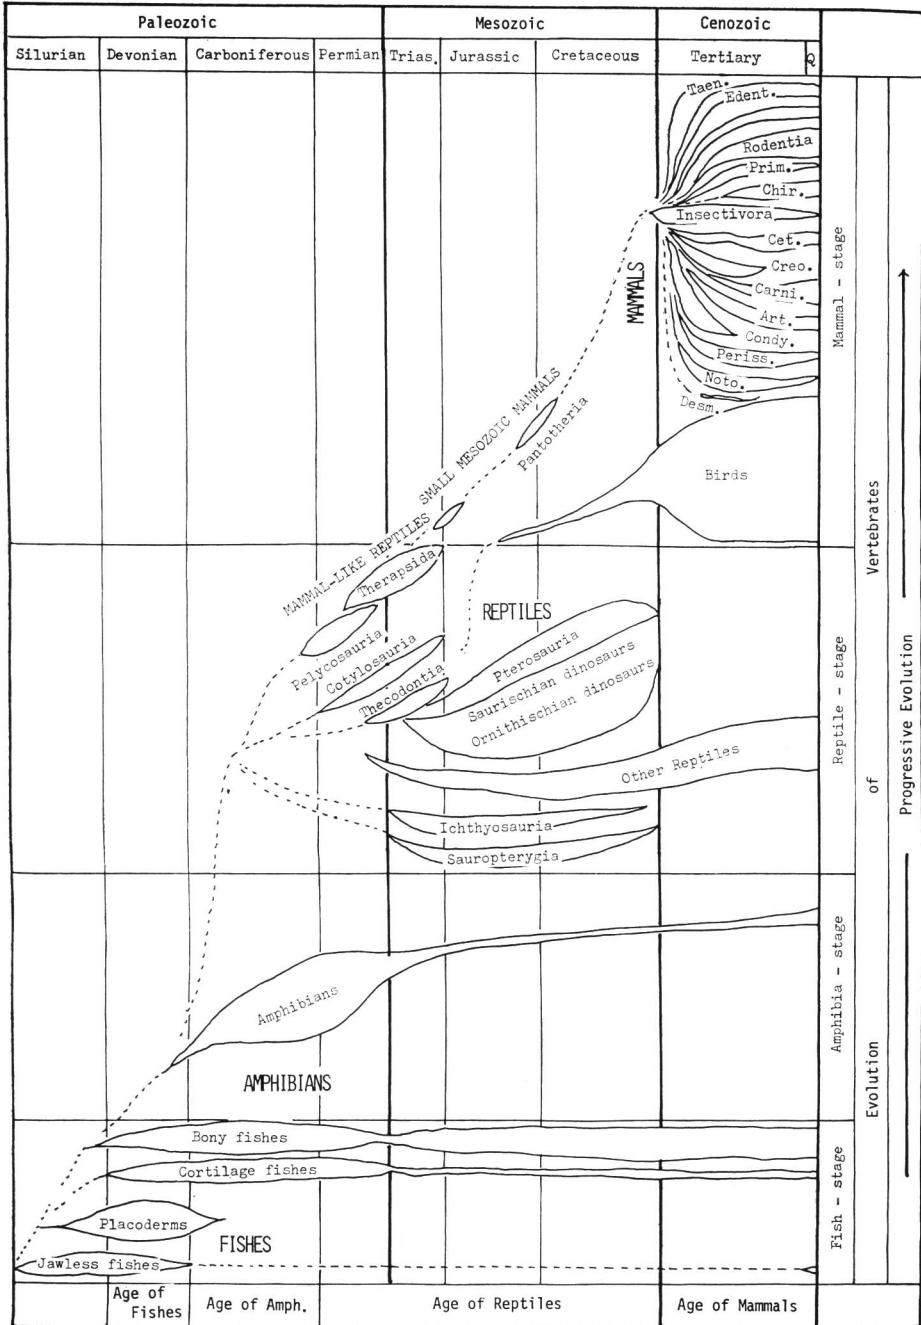 Paleozoic
Mesozoic
Cenozoic
Silurian
Devonian
Carboniferous
Permian
Trias.
Jurassic
Cretaceous
Tertiary
Q
Taen.
Edent.
Rodentia
Prim.
Chir.
Insectivora
Cet.
Creo.
Carni.
Art.
Condy.
Periss.
Noto.
Desm.
MAMMALS
SMALL MESOZOIC MAMMALS
Pantotheria
Birds
MAMMAL-LIKE REPTILES
Therapsida
REPTILES
Pelycosauria
Cotylosauria
Thecodontia
Pterosauria
Saurischian dinosaurs
Ornithischian dinosaurs
Other Reptiles
Ichthyosauria
Sauropterygia
Amphibians
AMPHIBIANS
Bony fishes
Cortilage fishes
Placoderms
FISHES
Jawless fishes
Mammal - stage
Reptile - stage
Amphibia - stage
Fish - stage
Evolution of Vertebrates
Progressive Evolution
Age of
Fishes
Age of Amph.
Age of Reptiles
Age of Mammals